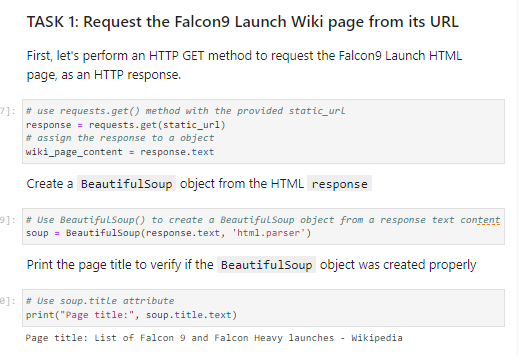 TASK 1: Request the Falcon9 Launch Wiki page from its URL
First, let's perform an HTTP GET method to request the Falcon9 Launch HTML
page, as an HTTP response.
7]: # use requests.get() method with the provided static_url
response = requests.get(static_url)
# assign the response to a object
wiki_page_content = response.text
Create a BeautifulSoup object from the HTML response
9]: # Use BeautifulSoup() to create a BeautifulSoup object from a response text content
soup = BeautifulSoup(response.text, 'html.parser')
Print the page title to verify if the BeautifulSoup object was created properly
0]: # Use soup.title attribute
print("Page title:", soup.title.text)
Page title: List of Falcon 9 and Falcon Heavy launches - Wikipedia